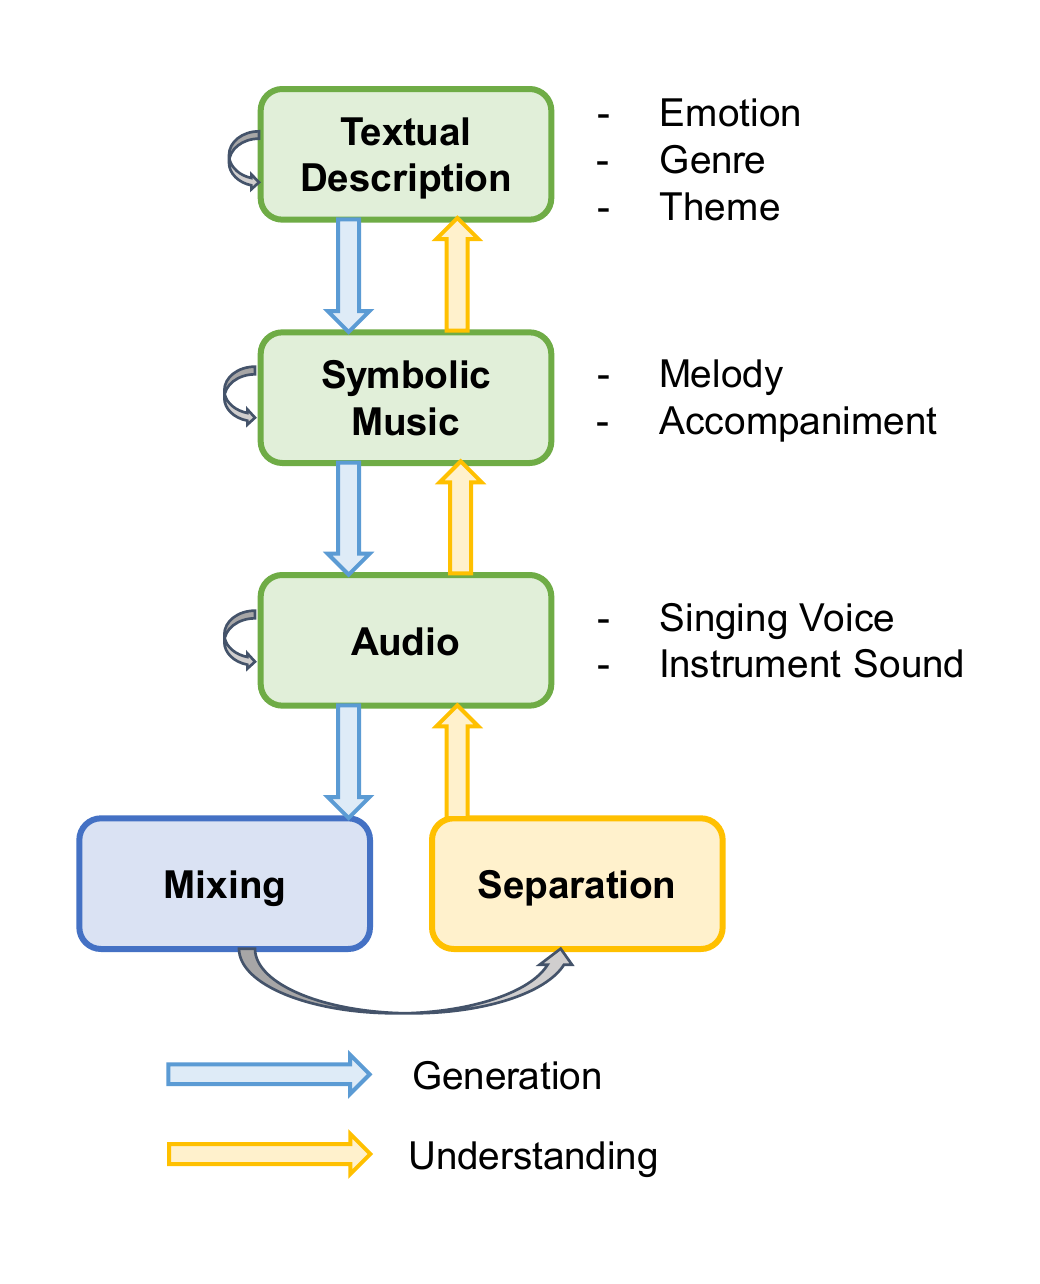 Textual
Description
- Emotion
- Genre
- Theme
Symbolic
Music
- Melody
- Accompaniment
Audio
- Singing Voice
- Instrument Sound
Mixing
Separation
Generation
Understanding